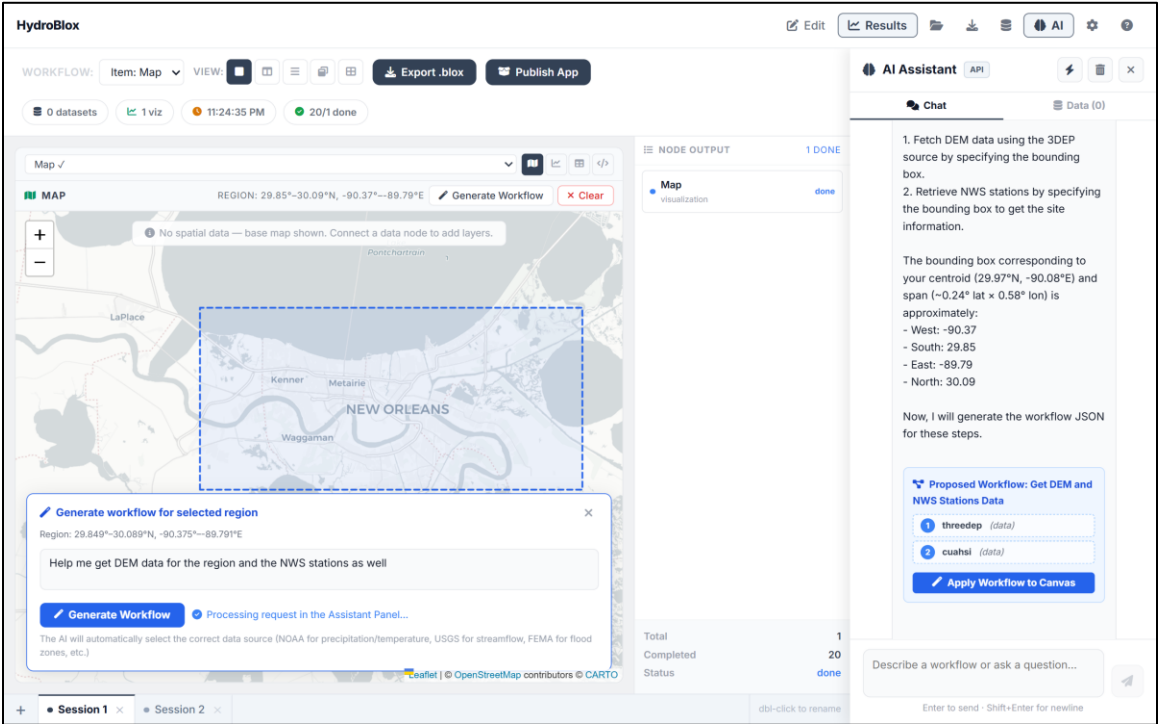 HydroBlox
Edit
Results
AI
WORKFLOW:
Item: Map
VIEW:
Export .blox
Publish App
0 datasets
1 viz
11:24:35 PM
20/1 done
Map ✓
MAP
REGION: 29.85°–30.09°N, -90.37°–-89.79°E
Generate Workflow
× Clear
+
−
No spatial data — base map shown. Connect a data node to add layers.
Pontchartrain
LaPlace
Kenner
Metairie
NEW ORLEANS
Waggaman
Generate workflow for selected region
×
Region: 29.849°–30.089°N, -90.375°–-89.791°E
Help me get DEM data for the region and the NWS stations as well
Generate Workflow
Processing request in the Assistant Panel...
The AI will automatically select the correct data source (NOAA for precipitation/temperature, USGS for streamflow, FEMA for flood
zones, etc.)
Leaflet | © OpenStreetMap contributors © CARTO
NODE OUTPUT
1 DONE
Map
visualization
done
Total
1
Completed
20
Status
done
+
Session 1 ×
Session 2 ×
dbl-click to rename
AI Assistant
API
Chat
Data (0)
1. Fetch DEM data using the 3DEP
source by specifying the bounding
box.
2. Retrieve NWS stations by specifying
the bounding box to get the site
information.
The bounding box corresponding to
your centroid (29.97°N, -90.08°E) and
span (~0.24° lat × 0.58° lon) is
approximately:
- West: -90.37
- South: 29.85
- East: -89.79
- North: 30.09
Now, I will generate the workflow JSON
for these steps.
Proposed Workflow: Get DEM and
NWS Stations Data
1 threedep (data)
2 cuahsi (data)
Apply Workflow to Canvas
Describe a workflow or ask a question...
Enter to send · Shift+Enter for newline